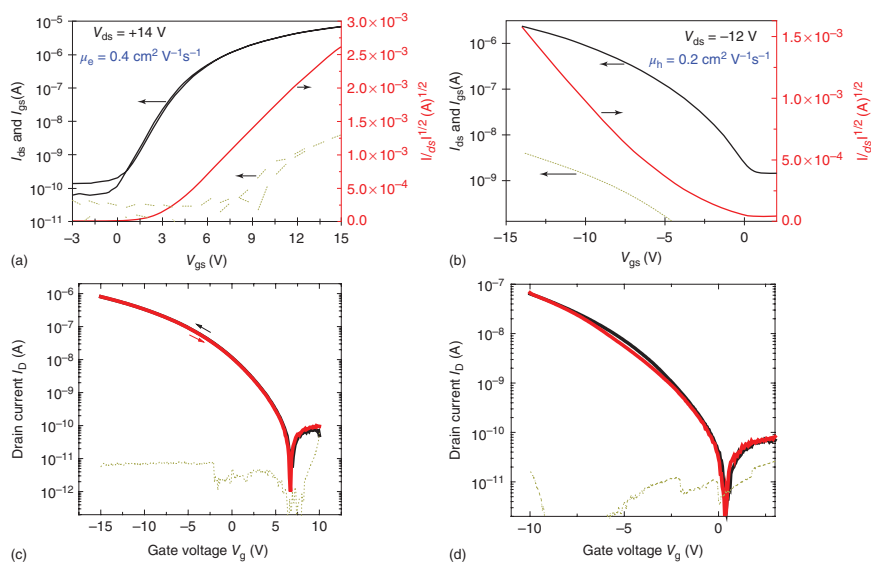 V_ds = +14 V
μ_e = 0.4 cm² V⁻¹s⁻¹
I_ds and I_gs(A)
10⁻⁵
10⁻⁶
10⁻⁷
10⁻⁸
10⁻⁹
10⁻¹⁰
10⁻¹¹
3.0×10⁻³
2.5×10⁻³
2.0×10⁻³
1.5×10⁻³
1.0×10⁻³
5.0×10⁻⁴
0.0
I/_ds I^1/2 (A)^1/2
−3 0 3 6 9 12 15
(a) V_gs (V)
V_ds = −12 V
μ_h = 0.2 cm² V⁻¹s⁻¹
I_ds and I_gs(A)
10⁻⁶
10⁻⁷
10⁻⁸
10⁻⁹
1.5×10⁻³
1.0×10⁻³
5.0×10⁻⁴
0.0
I/_ds I^1/2 (A)^1/2
−15 −10 −5 0
(b) V_gs (V)
Drain current I_D (A)
10⁻⁶
10⁻⁷
10⁻⁸
10⁻⁹
10⁻¹⁰
10⁻¹¹
10⁻¹²
−15 −10 −5 0 5 10
(c) Gate voltage V_g (V)
Drain current I_D (A)
10⁻⁷
10⁻⁸
10⁻⁹
10⁻¹⁰
10⁻¹¹
−10 −5 0
(d) Gate voltage V_g (V)